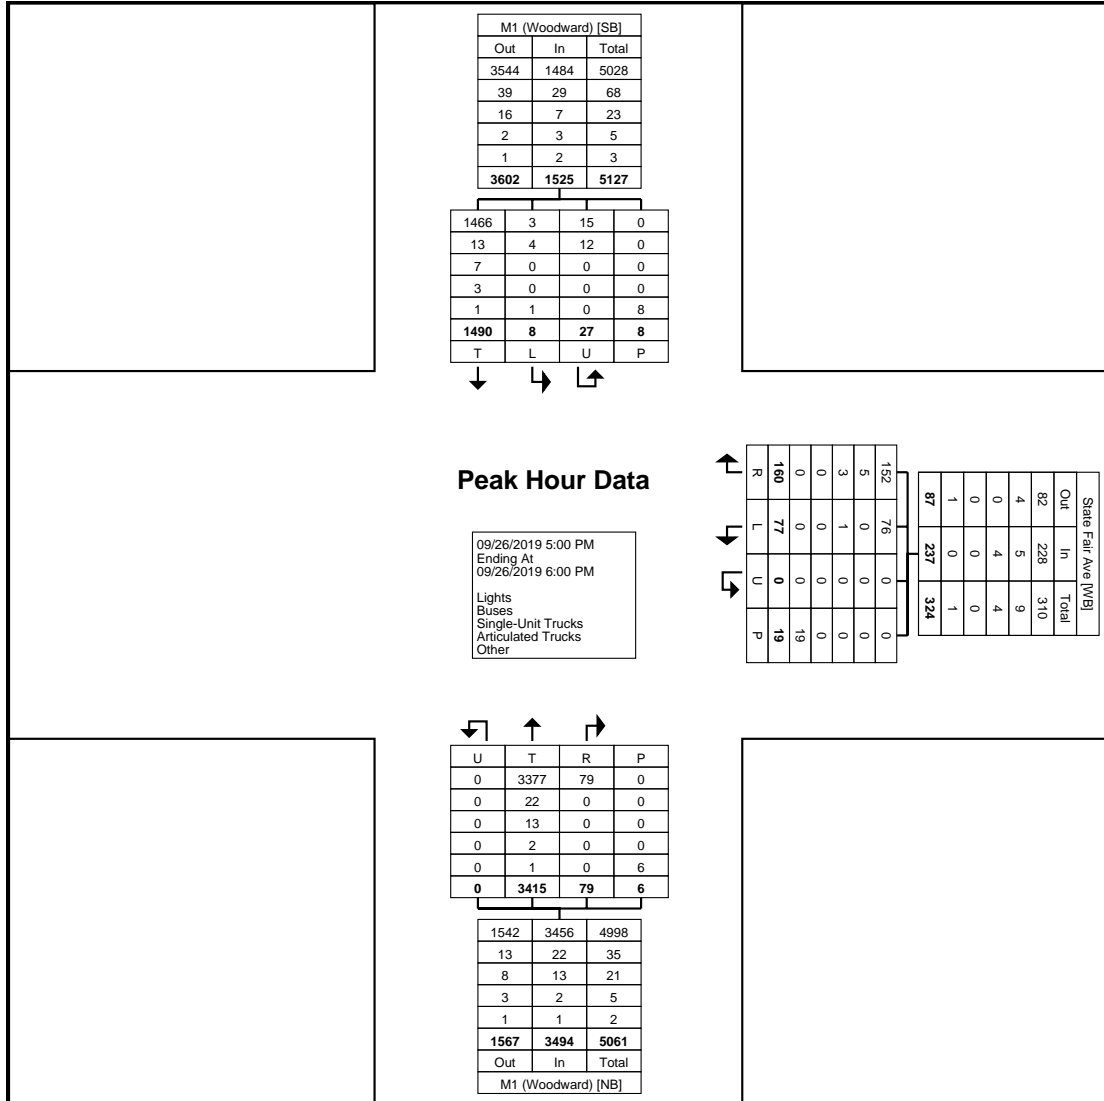 M1 (Woodward) [SB]
Out In Total
3544 1484 5028
39 29 68
16 7 23
2 3 5
1 2 3
3602 1525 5127
1466 3 15 0
13 4 12 0
7 0 0 0
3 0 0 0
1 1 0 8
1490 8 27 8
T L U P
Peak Hour Data
09/26/2019 5:00 PM
Ending At
09/26/2019 6:00 PM
Lights
Buses
Single-Unit Trucks
Articulated Trucks
Other
State Fair Ave [WB]
Out In Total
82 228 310
4 5 9
0 4 4
0 0 0
1 0 1
87 237 324
152 76 0 0
5 0 0 0
3 1 0 0
0 0 0 0
0 0 0 19
160 77 0 19
R L U P
U T R P
0 3377 79 0
0 22 0 0
0 13 0 0
0 2 0 0
0 1 0 6
0 3415 79 6
1542 3456 4998
13 22 35
8 13 21
3 2 5
1 1 2
1567 3494 5061
Out In Total
M1 (Woodward) [NB]